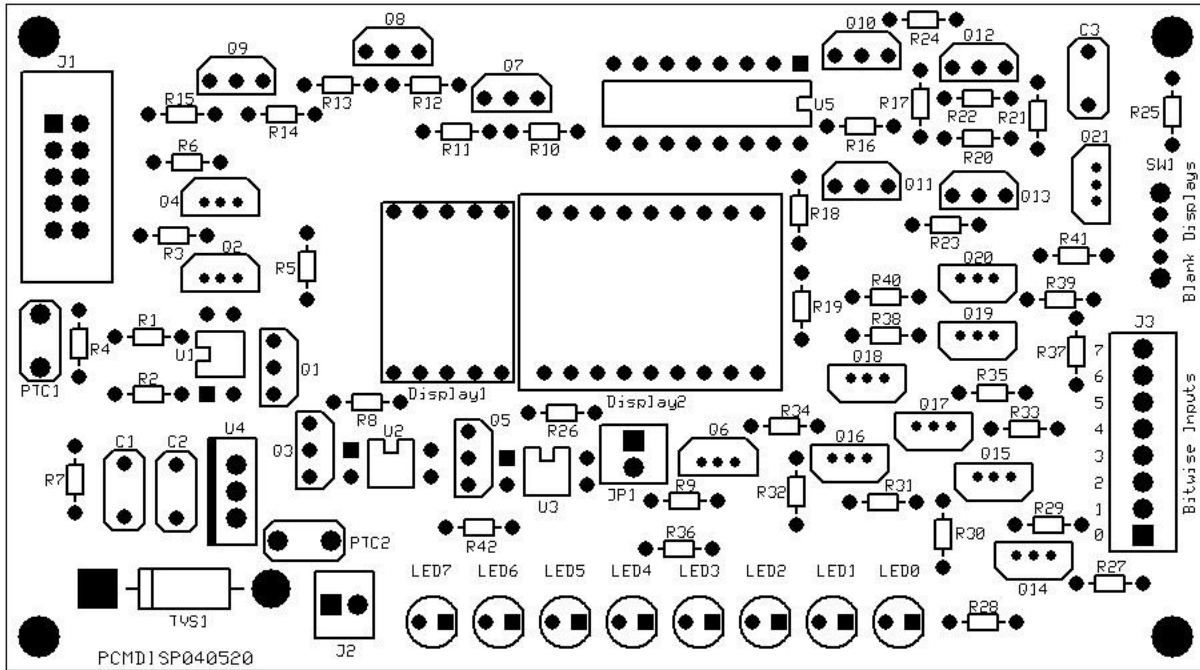 Q8
Q10
R24
Q9
J1
Q12
C3
R13
R12
Q7
U5
R17
R22
R21
R25
R15
R14
R16
R11
R10
R20
Q21
R6
SW1
Q4
Q11
Q13
R18
R3
Q2
R23
R41
Blank Displays
R5
Q20
R40
R39
R19
R1
R38
Q19
J3
R4
U1
R37
7
PTC1
Q1
Q18
6
R2
Display1
Display2
R35
5
R8
R26
R34
Q17
R33
4
C1
C2
U4
Q3
U2
Q5
Q6
Q16
3
Bitwise Inputs
R7
JP1
R9
R32
R31
Q15
2
U3
1
R42
R36
R30
R29
0
PTC2
LED7
LED6
LED5
LED4
LED3
LED2
LED1
LED0
Q14
R27
TVS1
R28
J2
PCMDISP040520